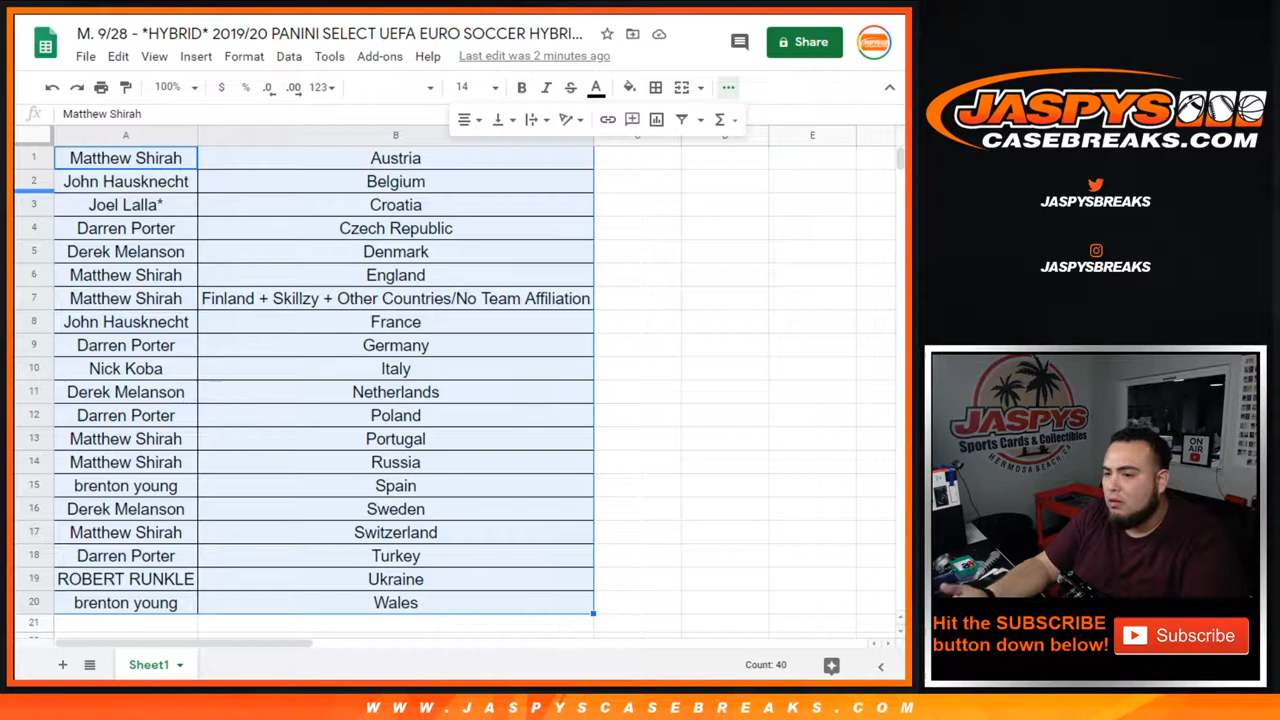 M. 9/28 - *HYBRID* 2019/20 PANINI SELECT UEFA EURO SOCCER HYBRI...
Share
File Edit View Insert Format Data Tools Add-ons Help Last edit was 2 minutes ago
100% $ % .0 .00 123 14 B I S A
fx Matthew Shirah
A B C D E
1 Matthew Shirah Austria
2 John Hausknecht Belgium
3 Joel Lalla* Croatia
4 Darren Porter Czech Republic
5 Derek Melanson Denmark
6 Matthew Shirah England
7 Matthew Shirah Finland + Skillzy + Other Countries/No Team Affiliation
8 John Hausknecht France
9 Darren Porter Germany
10 Nick Koba Italy
11 Derek Melanson Netherlands
12 Darren Porter Poland
13 Matthew Shirah Portugal
14 Matthew Shirah Russia
15 brenton young Spain
16 Derek Melanson Sweden
17 Matthew Shirah Switzerland
18 Darren Porter Turkey
19 ROBERT RUNKLE Ukraine
20 brenton young Wales
21
Sheet1
Count: 40
JASPYS
CASEBREAKS.COM
JASPYSBREAKS
JASPYSBREAKS
JASPYS
Sports Cards & Collectibles
HERMOSA BEACH, CA
ON
AIR
Hit the SUBSCRIBE
button down below!
Subscribe
WWW.JASPYSCASEBREAKS.COM